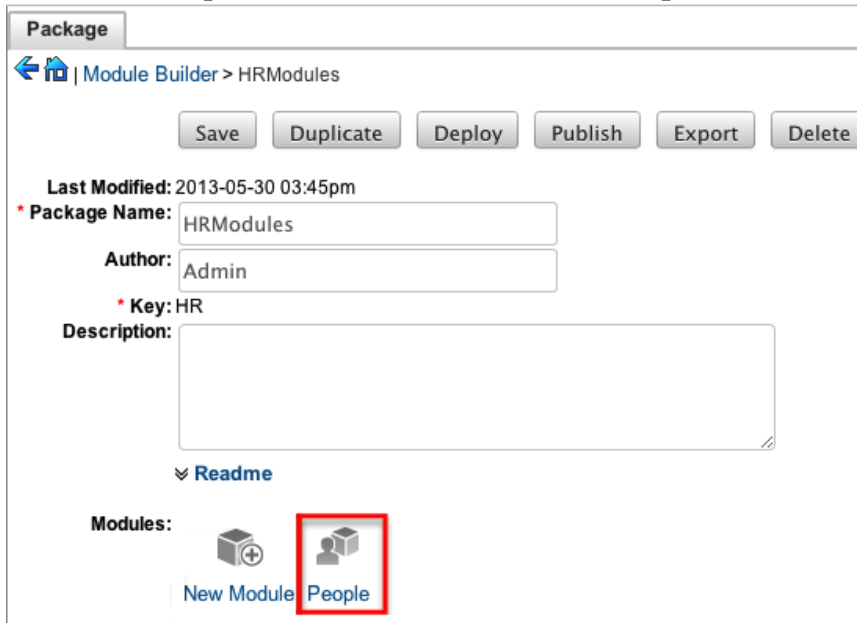 Package
| Module Builder > HRModules
Save Duplicate Deploy Publish Export Delete
Last Modified: 2013-05-30 03:45pm
* Package Name: HRModules
Author: Admin
* Key: HR
Description:
Readme
Modules:
New Module People